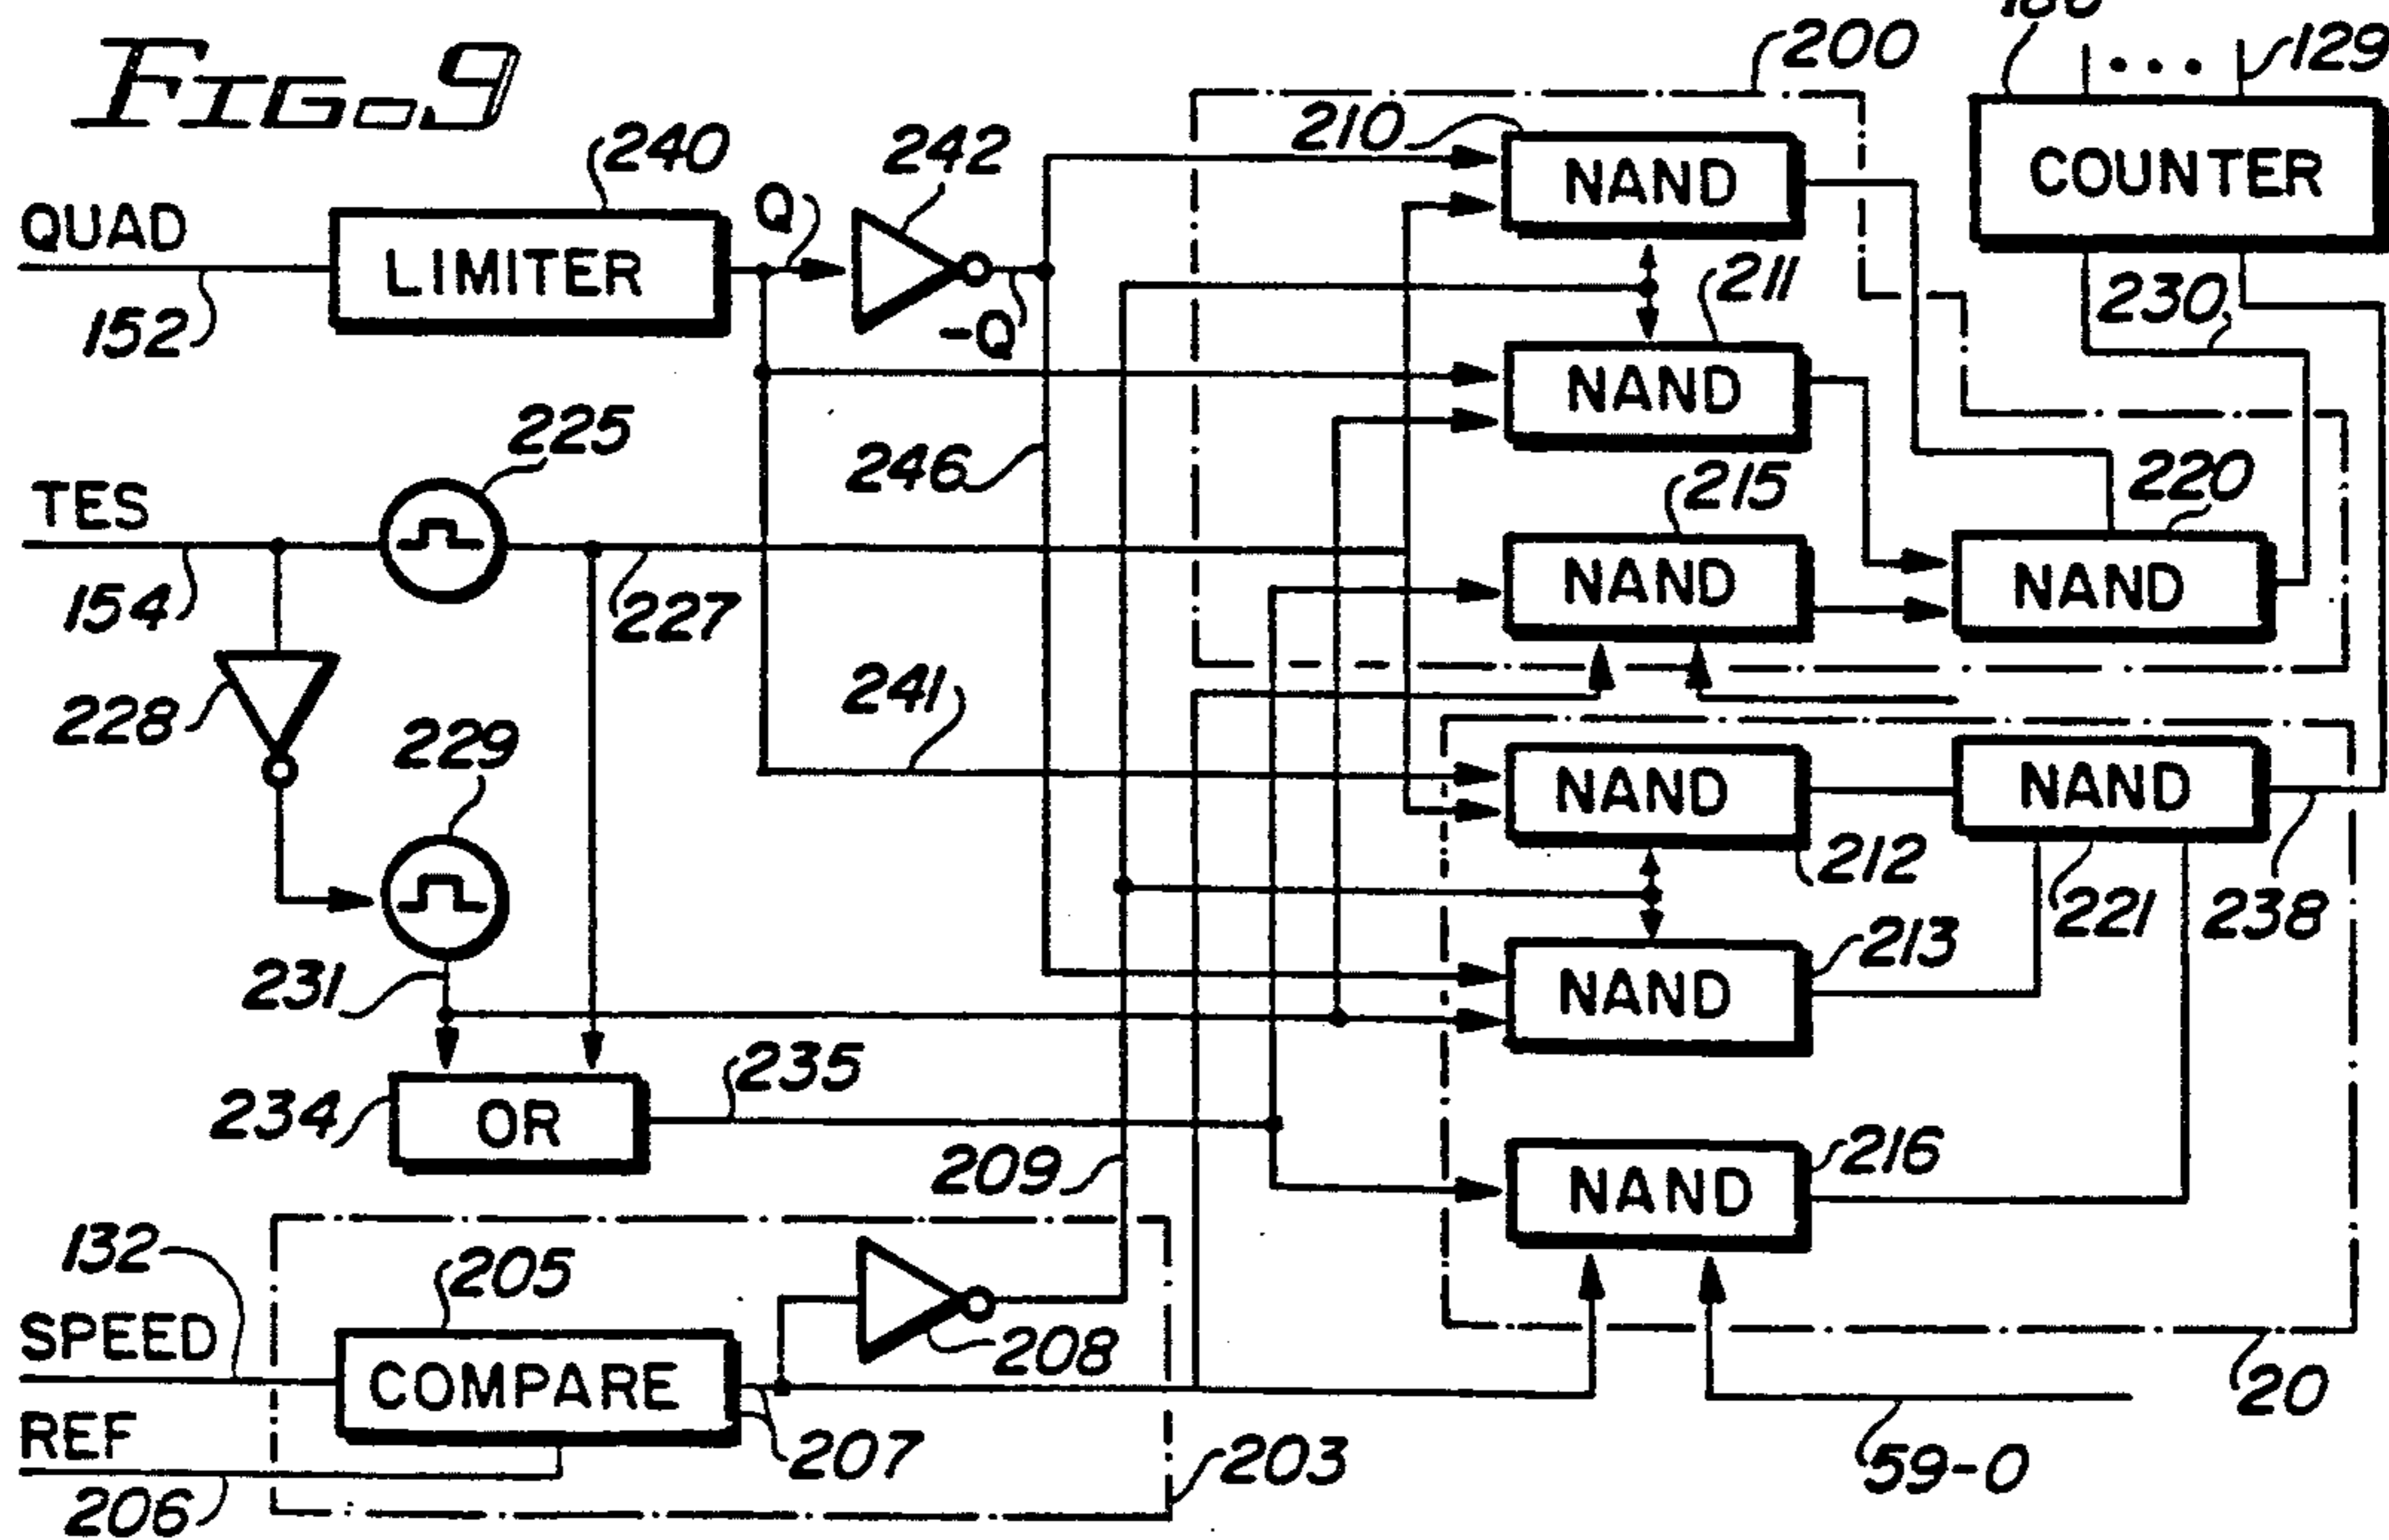 FIG. 9
200
129
210
240
242
NAND
COUNTER
QUAD
Q
LIMITER
211
230
152
-Q
NAND
225
246
215
220
TES
NAND
NAND
154
227
241
228
229
NAND
NAND
212
221
238
213
231
NAND
235
234
OR
209
216
NAND
132
205
SPEED
208
COMPARE
20
REF
207
203
59-0
206